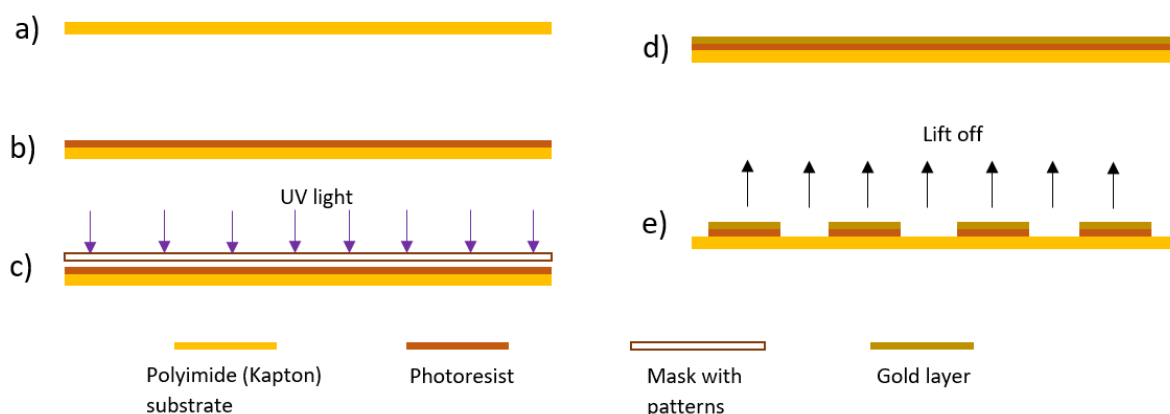 a)
b)
UV light
c)
d)
Lift off
e)
Polyimide (Kapton)
substrate
Photoresist
Mask with
patterns
Gold layer